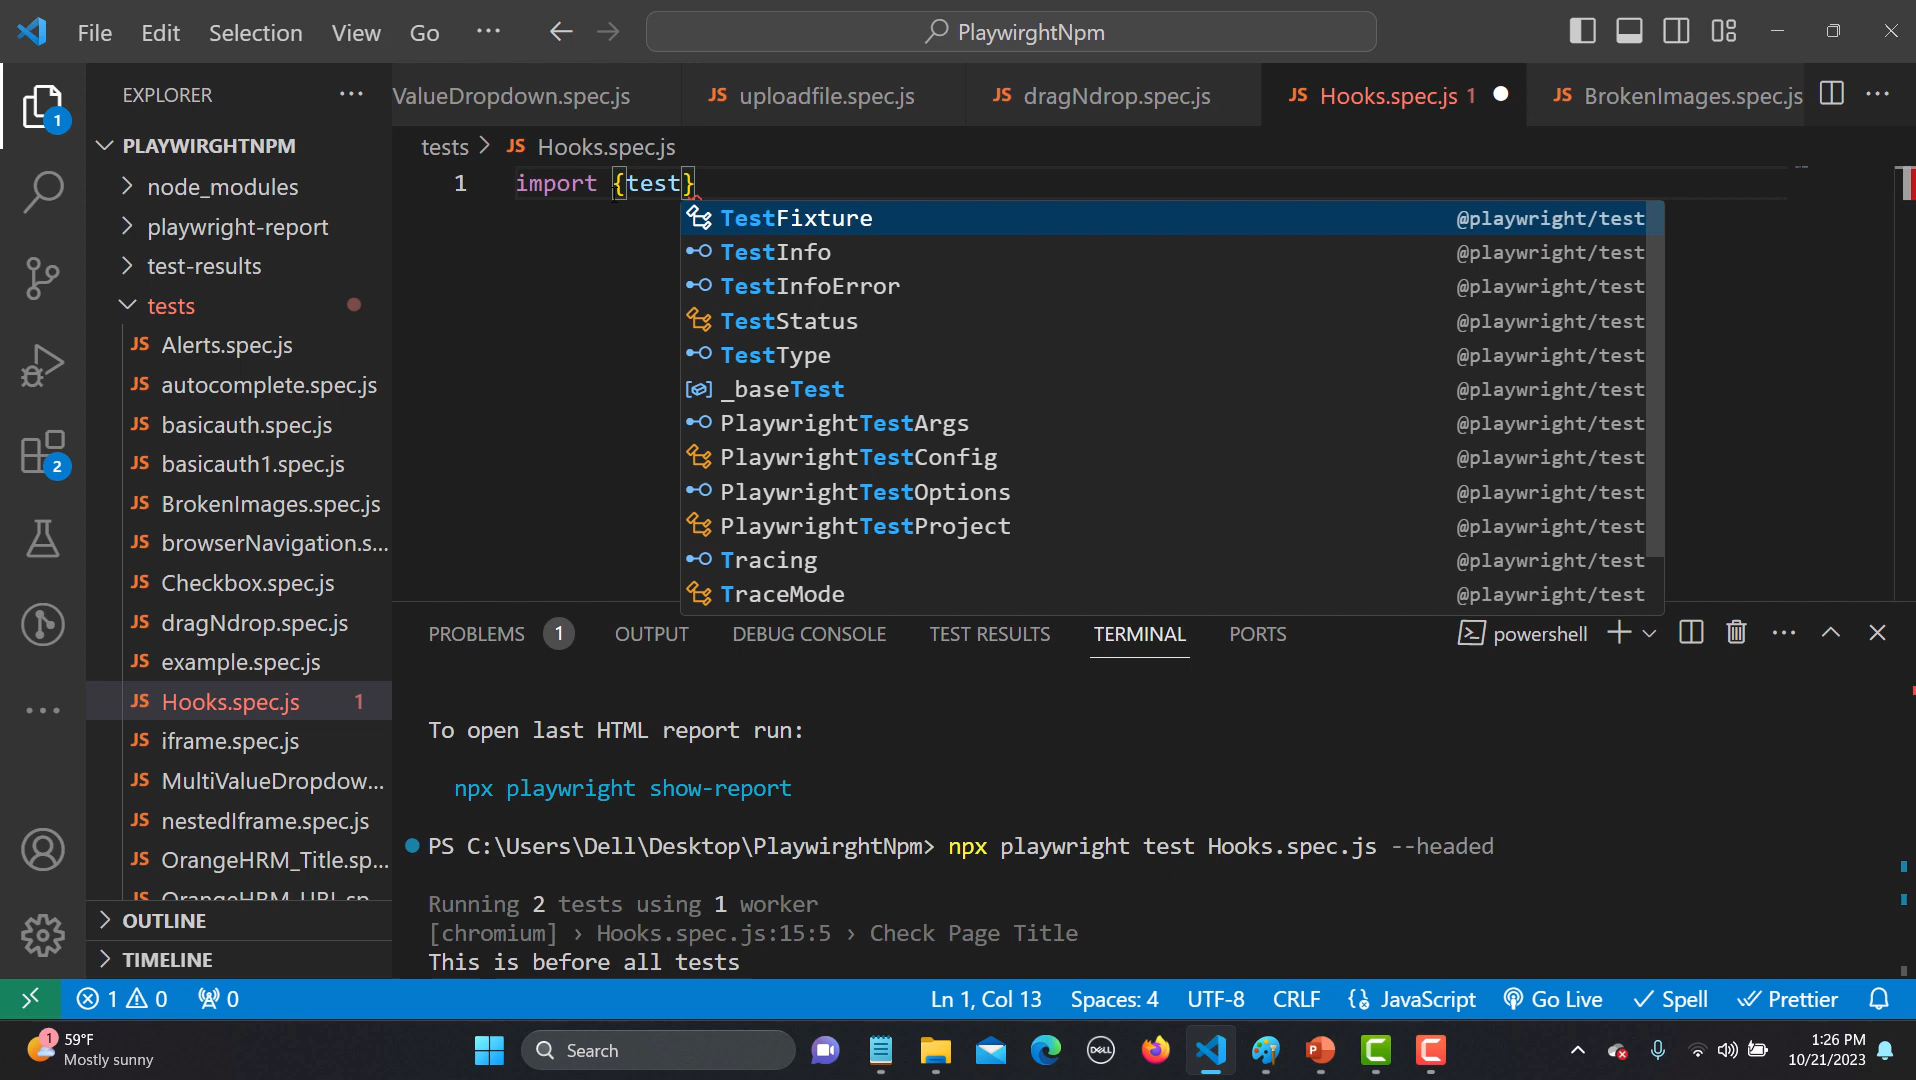 File Edit Selection View Go ··· PlaywirghtNpm
EXPLORER ···
ValueDropdown.spec.js JS uploadfile.spec.js JS dragNdrop.spec.js JS Hooks.spec.js 1 JS BrokenImages.spec.js ···
1
PLAYWIRGHTNPM
tests > JS Hooks.spec.js
node_modules
1 import {test}
playwright-report
test-results
tests
JS Alerts.spec.js
JS autocomplete.spec.js
JS basicauth.spec.js
JS basicauth1.spec.js
JS BrokenImages.spec.js
JS browserNavigation.s...
JS Checkbox.spec.js
JS dragNdrop.spec.js
JS example.spec.js
JS Hooks.spec.js 1
JS iframe.spec.js
JS MultiValueDropdow...
JS nestedIframe.spec.js
JS OrangeHRM_Title.sp...
JS OrangeHRM_URL.sp...
OUTLINE
TIMELINE
2
TestFixture @playwright/test
TestInfo @playwright/test
TestInfoError @playwright/test
TestStatus @playwright/test
TestType @playwright/test
_baseTest @playwright/test
PlaywrightTestArgs @playwright/test
PlaywrightTestConfig @playwright/test
PlaywrightTestOptions @playwright/test
PlaywrightTestProject @playwright/test
Tracing @playwright/test
TraceMode @playwright/test
PROBLEMS 1 OUTPUT DEBUG CONSOLE TEST RESULTS TERMINAL PORTS powershell ···
To open last HTML report run:
npx playwright show-report
PS C:\Users\Dell\Desktop\PlaywirghtNpm> npx playwright test Hooks.spec.js --headed
Running 2 tests using 1 worker
[chromium] › Hooks.spec.js:15:5 › Check Page Title
This is before all tests
1 0 0 Ln 1, Col 13 Spaces: 4 UTF-8 CRLF {} JavaScript Go Live Spell Prettier
1
59°F
Mostly sunny
Search
DELL
1:26 PM
10/21/2023